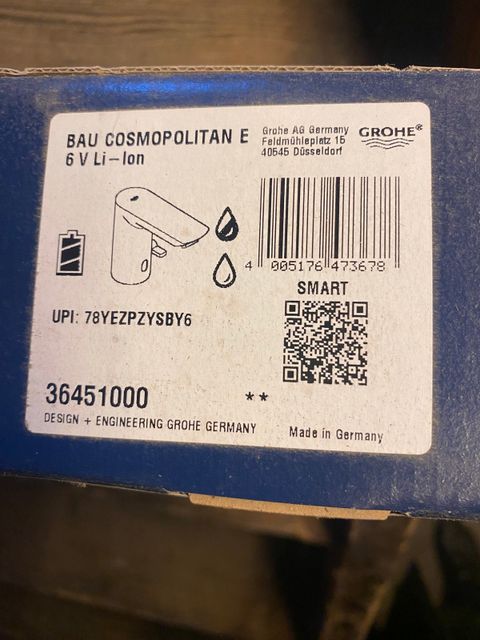 BAU COSMOPOLITAN E
6 V Li-Ion
Grohe AG Germany
Feldmühleplatz 15
40545 Düsseldorf
GROHE®
4 005176 473678
SMART
UPI: 78YEZPZYSBY6
36451000
**
DESIGN + ENGINEERING GROHE GERMANY
Made in Germany